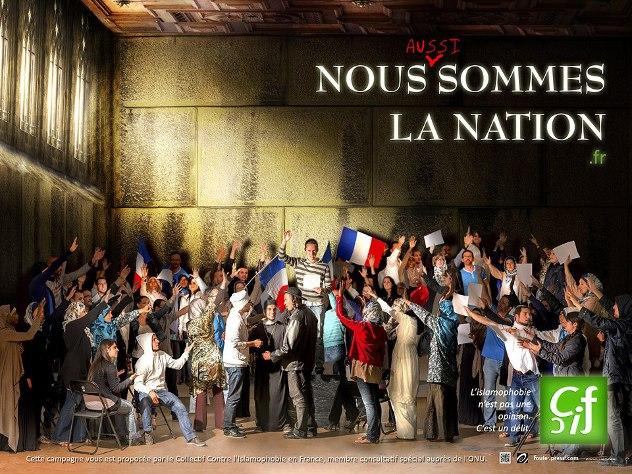 AUSSI
NOUS SOMMES
LA NATION
.fr
L'islamophobie
n'est pas une
opinion.
C'est un délit.
CCif
Cette campagne vous est proposée par le Collectif Contre l'Islamophobie en France, membre consultatif spécial auprès de l'ONU.